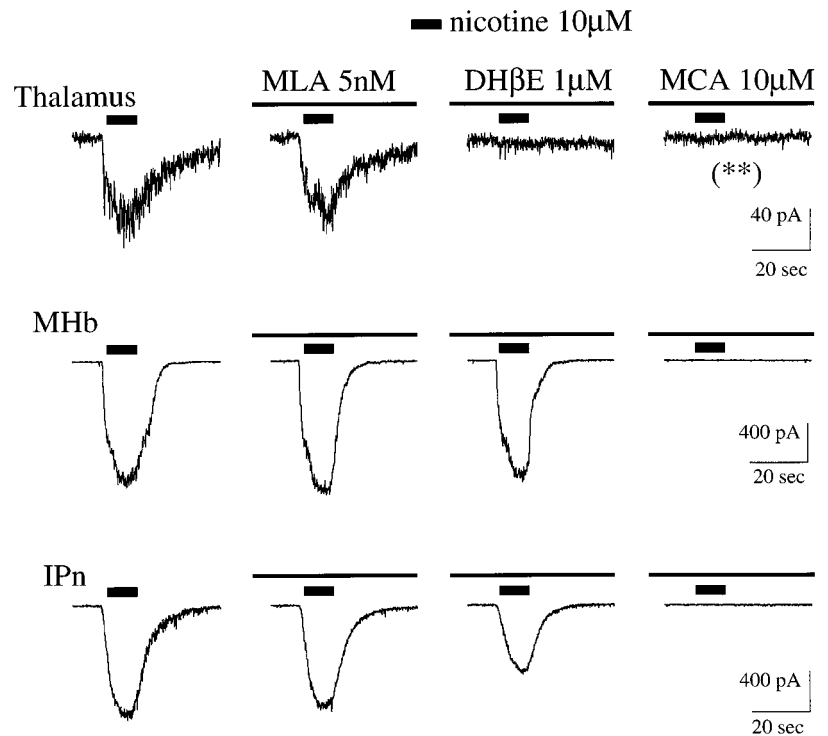 nicotine 10µM
MLA 5nM
DHβE 1µM
MCA 10µM
Thalamus
(**)
40 pA
20 sec
MHb
400 pA
20 sec
IPn
400 pA
20 sec